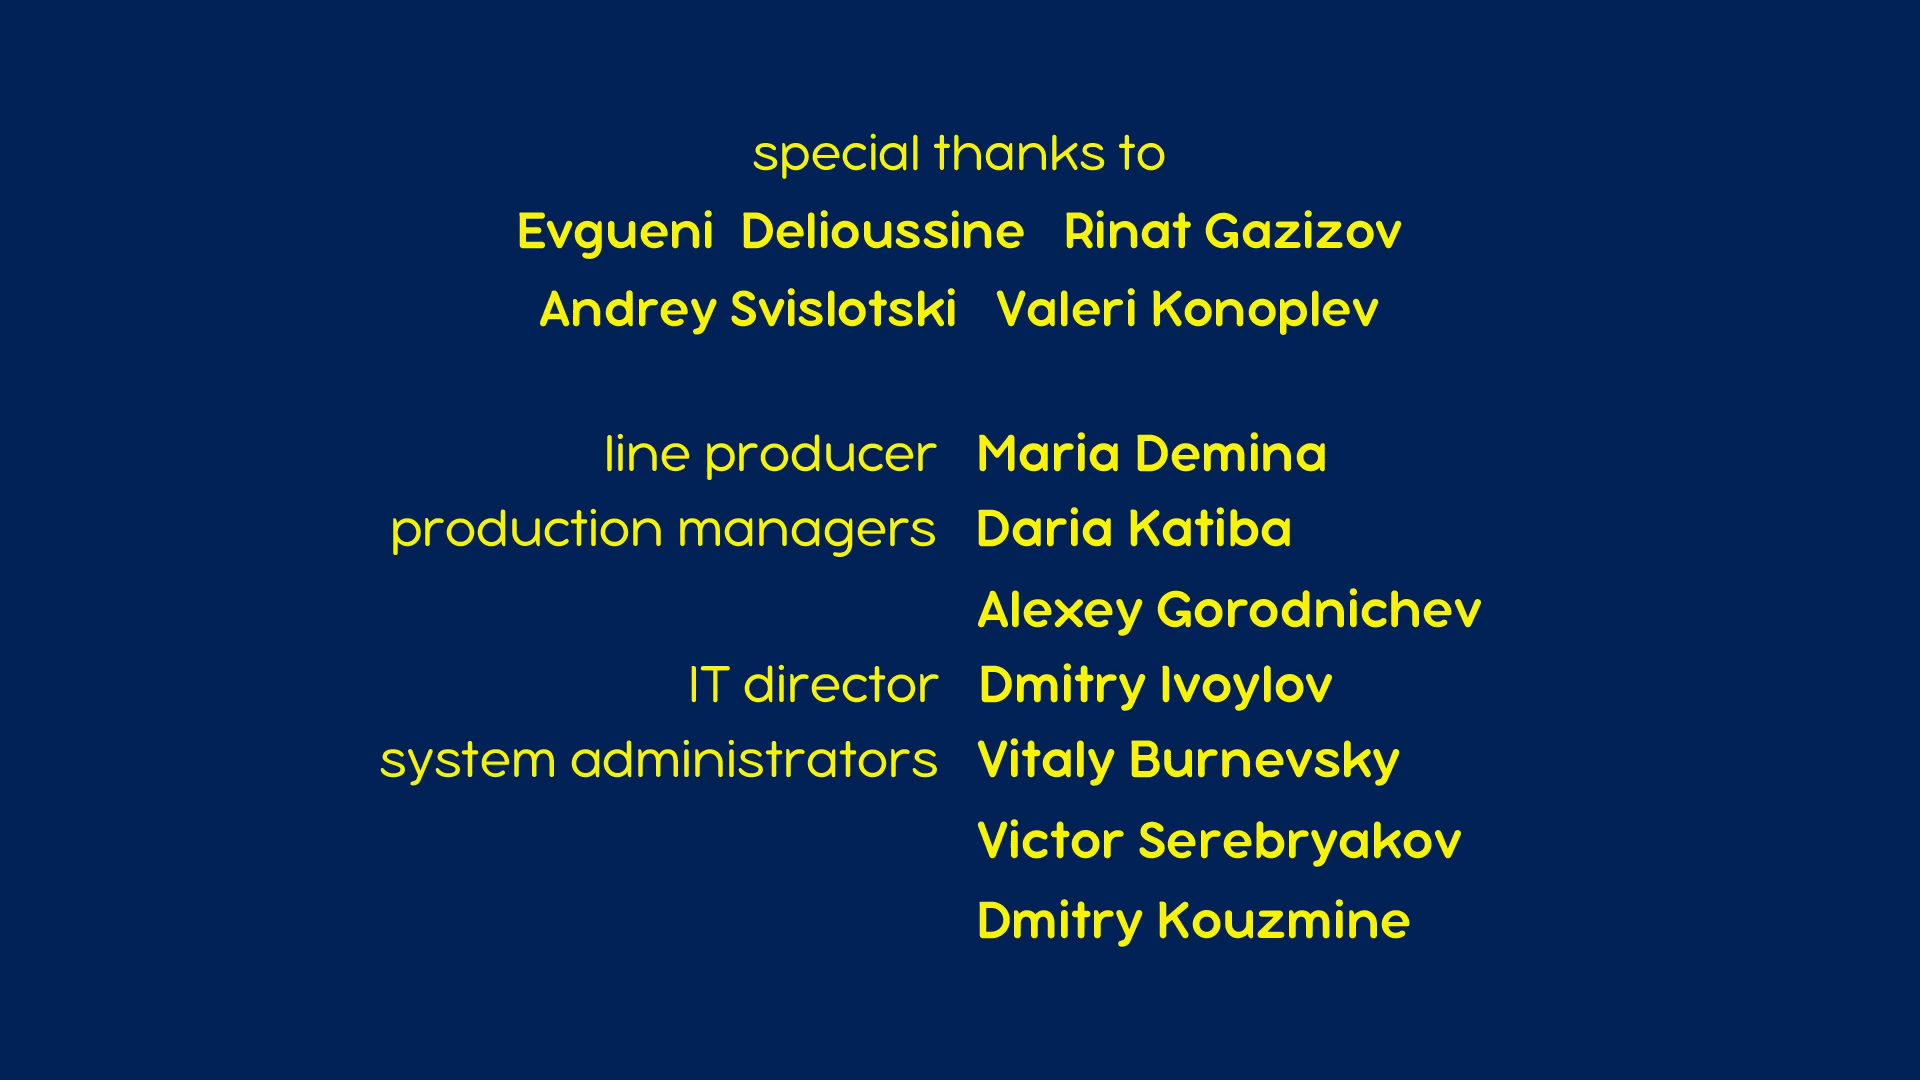 special thanks to
Evgueni Delioussine Rinat Gazizov
Andrey Svislotski Valeri Konoplev
line producer Maria Demina
production managers Daria Katiba
Alexey Gorodnichev
IT director Dmitry Ivoylov
system administrators Vitaly Burnevsky
Victor Serebryakov
Dmitry Kouzmine